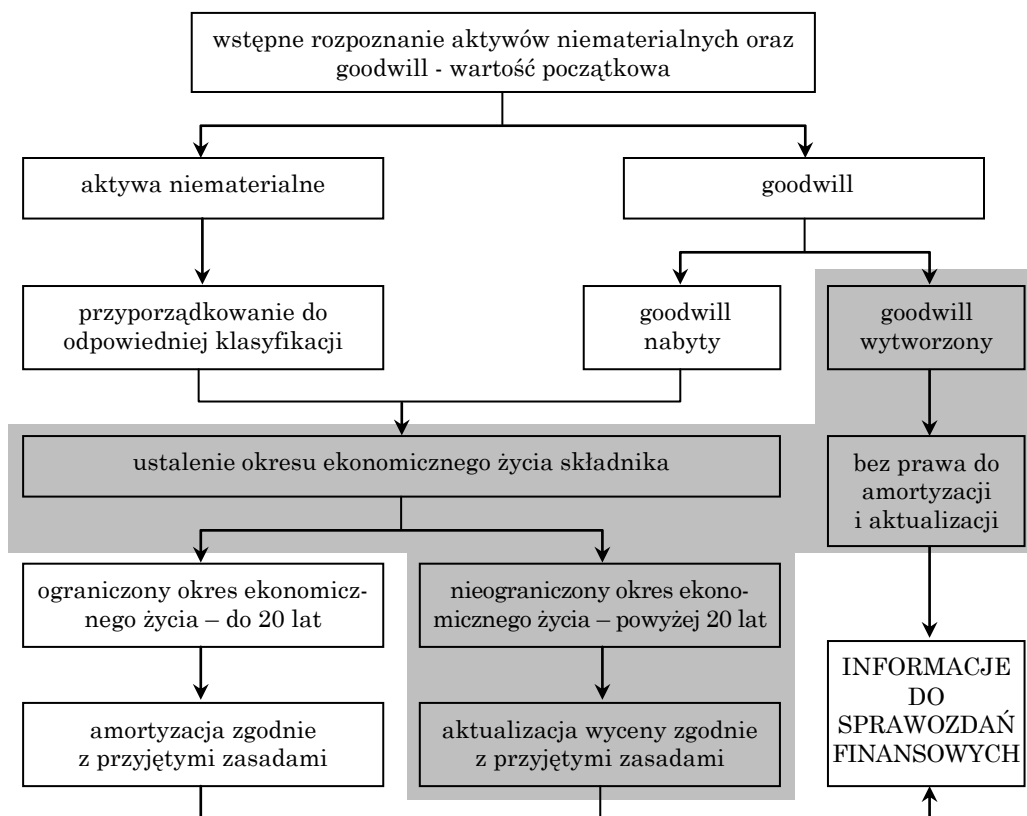 wstępne rozpoznanie aktywów niematerialnych oraz
goodwill - wartość początkowa
aktywa niematerialne
goodwill
przyporządkowanie do
odpowiedniej klasyfikacji
goodwill
nabyty
goodwill
wytworzony
ustalenie okresu ekonomicznego życia składnika
bez prawa do
amortyzacji
i aktualizacji
ograniczony okres ekonomicz-
nego życia – do 20 lat
nieograniczony okres ekono-
micznego życia – powyżej 20 lat
INFORMACJE
DO
SPRAWOZDAŃ
FINANSOWYCH
amortyzacja zgodnie
z przyjętymi zasadami
aktualizacja wyceny zgodnie
z przyjętymi zasadami